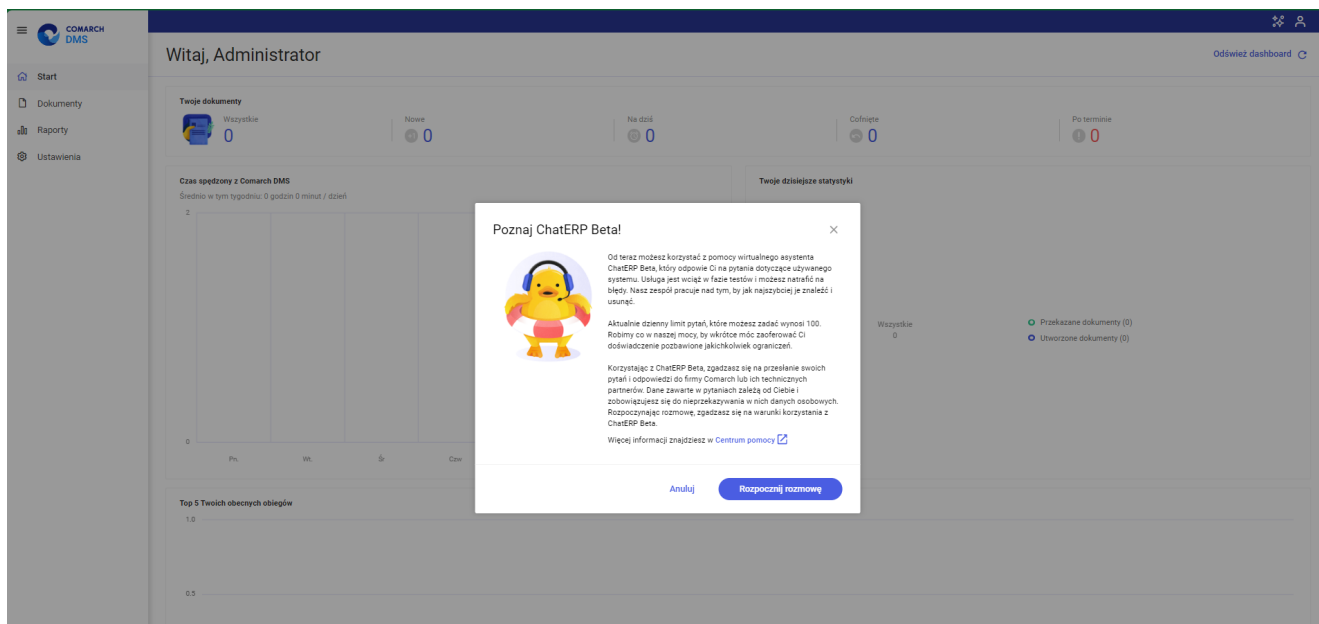 COMARCH
DMS
Start
Dokumenty
Raporty
Ustawienia
Witaj, Administrator
Odśwież dashboard
Twoje dokumenty
Wszystkie
0
Nowe
0
Na dziś
0
Cofnięte
0
Po terminie
0
Czas spędzony z Comarch DMS
Średnio w tym tygodniu: 0 godzin 0 minut / dzień
2
0
Pn.
Wt.
Śr
Czw
Twoje dzisiejsze statystyki
Wszystkie
0
Przekazane dokumenty (0)
Utworzone dokumenty (0)
Poznaj ChatERP Beta!
Od teraz możesz korzystać z pomocy wirtualnego asystenta
ChatERP Beta, który odpowie Ci na pytania dotyczące używanego
systemu. Usługa jest wciąż w fazie testów i możesz natrafić na
błędy. Nasz zespół pracuje nad tym, by jak najszybciej je znaleźć i
usunąć.
Aktualnie dzienny limit pytań, które możesz zadać wynosi 100.
Robimy co w naszej mocy, by wkrótce móc zaoferować Ci
doświadczenie pozbawione jakichkolwiek ograniczeń.
Korzystając z ChatERP Beta, zgadzasz się na przesłanie swoich
pytań i odpowiedzi do firmy Comarch lub ich technicznych
partnerów. Dane zawarte w pytaniach zależą od Ciebie i
zobowiązujesz się do nieprzekazywania w nich danych osobowych.
Rozpoczynając rozmowę, zgadzasz się na warunki korzystania z
ChatERP Beta.
Więcej informacji znajdziesz w Centrum pomocy
Anuluj
Rozpocznij rozmowę
Top 5 Twoich obecnych obiegów
1.0
0.5